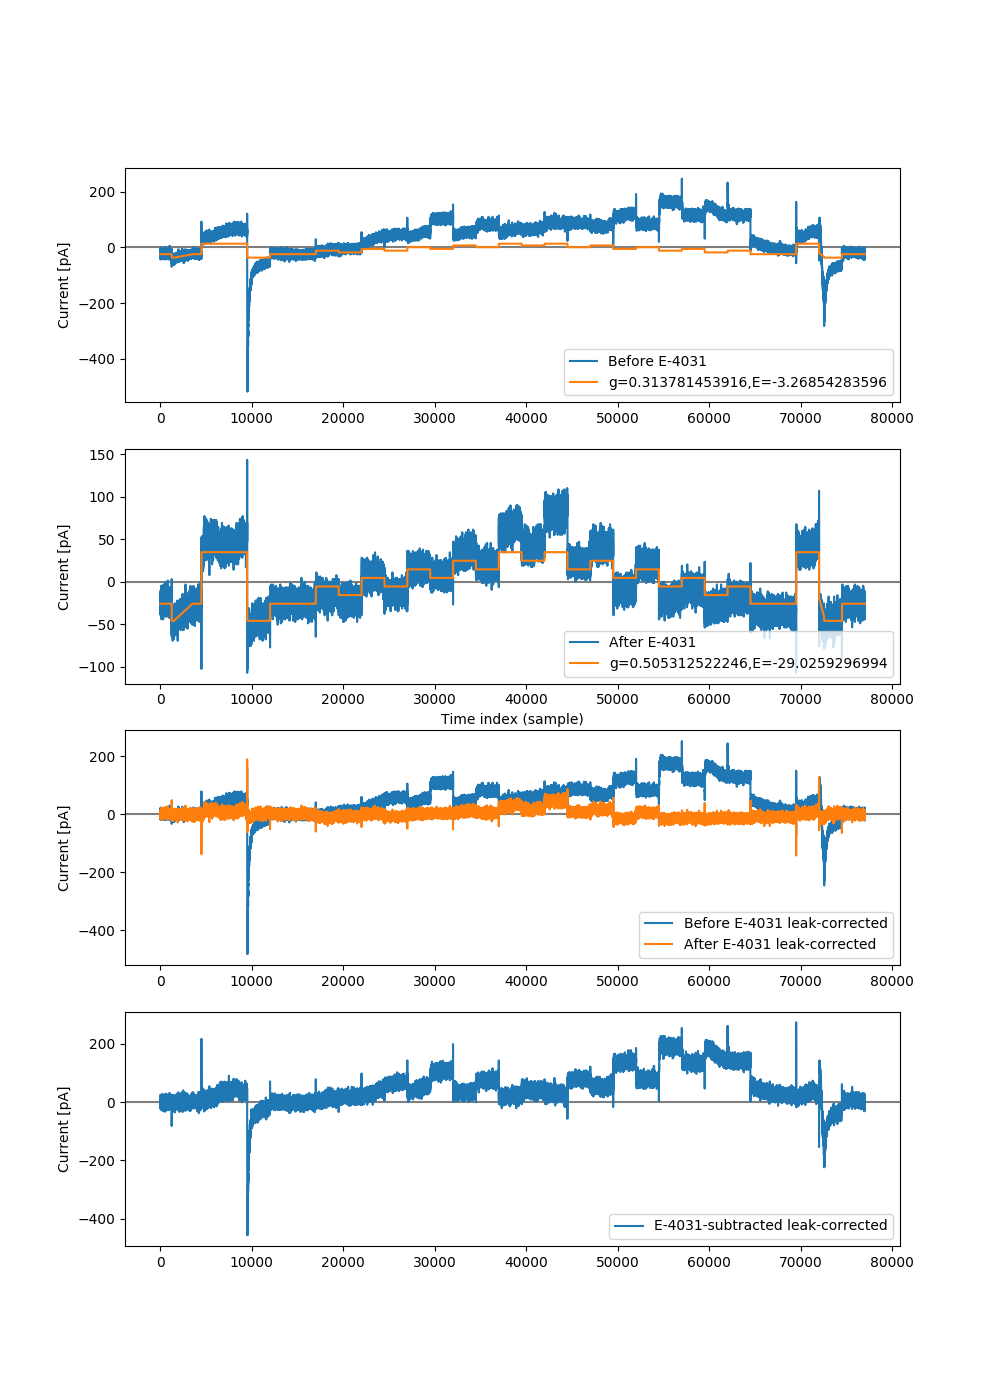 200
0
−200
−400
Current [pA]
Before E-4031
g=0.313781453916,E=-3.26854283596
0 10000 20000 30000 40000 50000 60000 70000 80000
150
100
50
0
−50
−100
Current [pA]
After E-4031
g=0.505312522246,E=-29.0259296994
0 10000 20000 30000 40000 50000 60000 70000 80000
Time index (sample)
200
0
−200
−400
Current [pA]
Before E-4031 leak-corrected
After E-4031 leak-corrected
0 10000 20000 30000 40000 50000 60000 70000 80000
200
0
−200
−400
Current [pA]
E-4031-subtracted leak-corrected
0 10000 20000 30000 40000 50000 60000 70000 80000